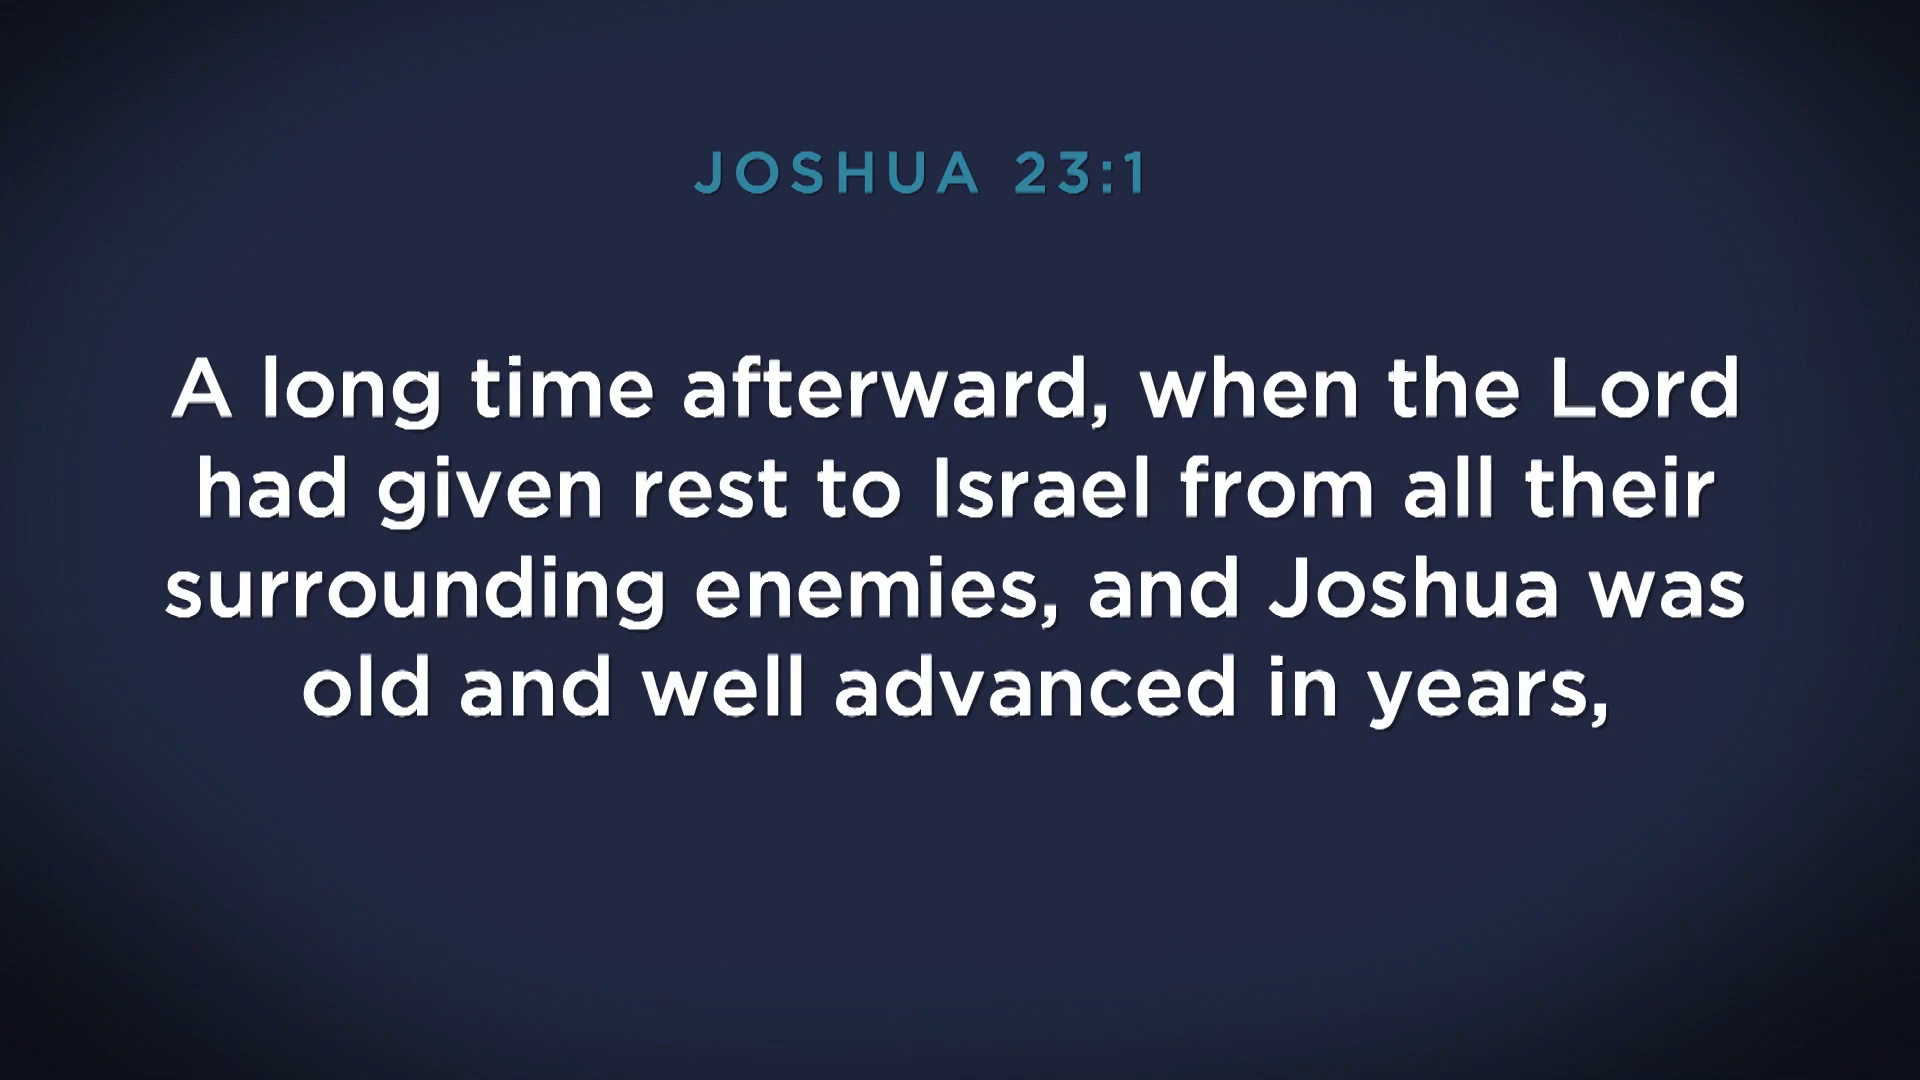 JOSHUA 23:1
A long time afterward, when the Lord
had given rest to Israel from all their
surrounding enemies, and Joshua was
old and well advanced in years,